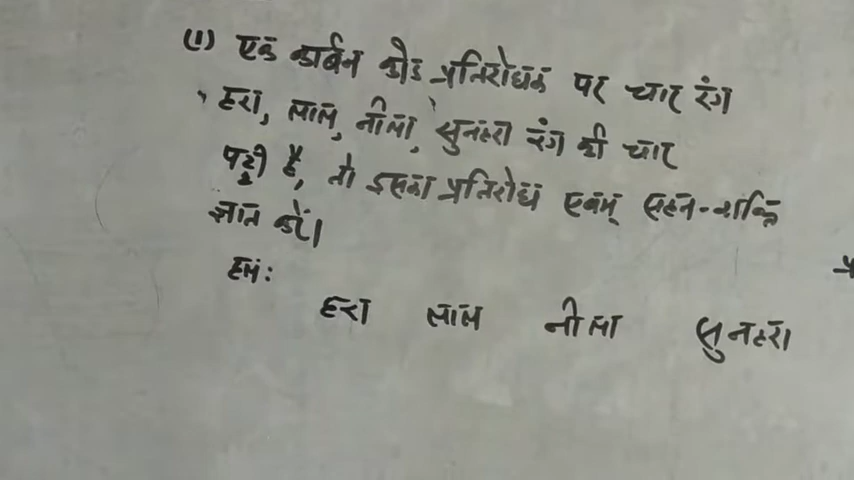 (1) एक कार्बन कोड प्रतिरोधक पर चार रंग
हरा, लाल, नीला, सुनहरा रंग की चार
पट्टी है, तो इसका प्रतिरोध एवम् सहन-शक्ति
ज्ञात करें।
हल:
हरा लाल नीला सुनहरा